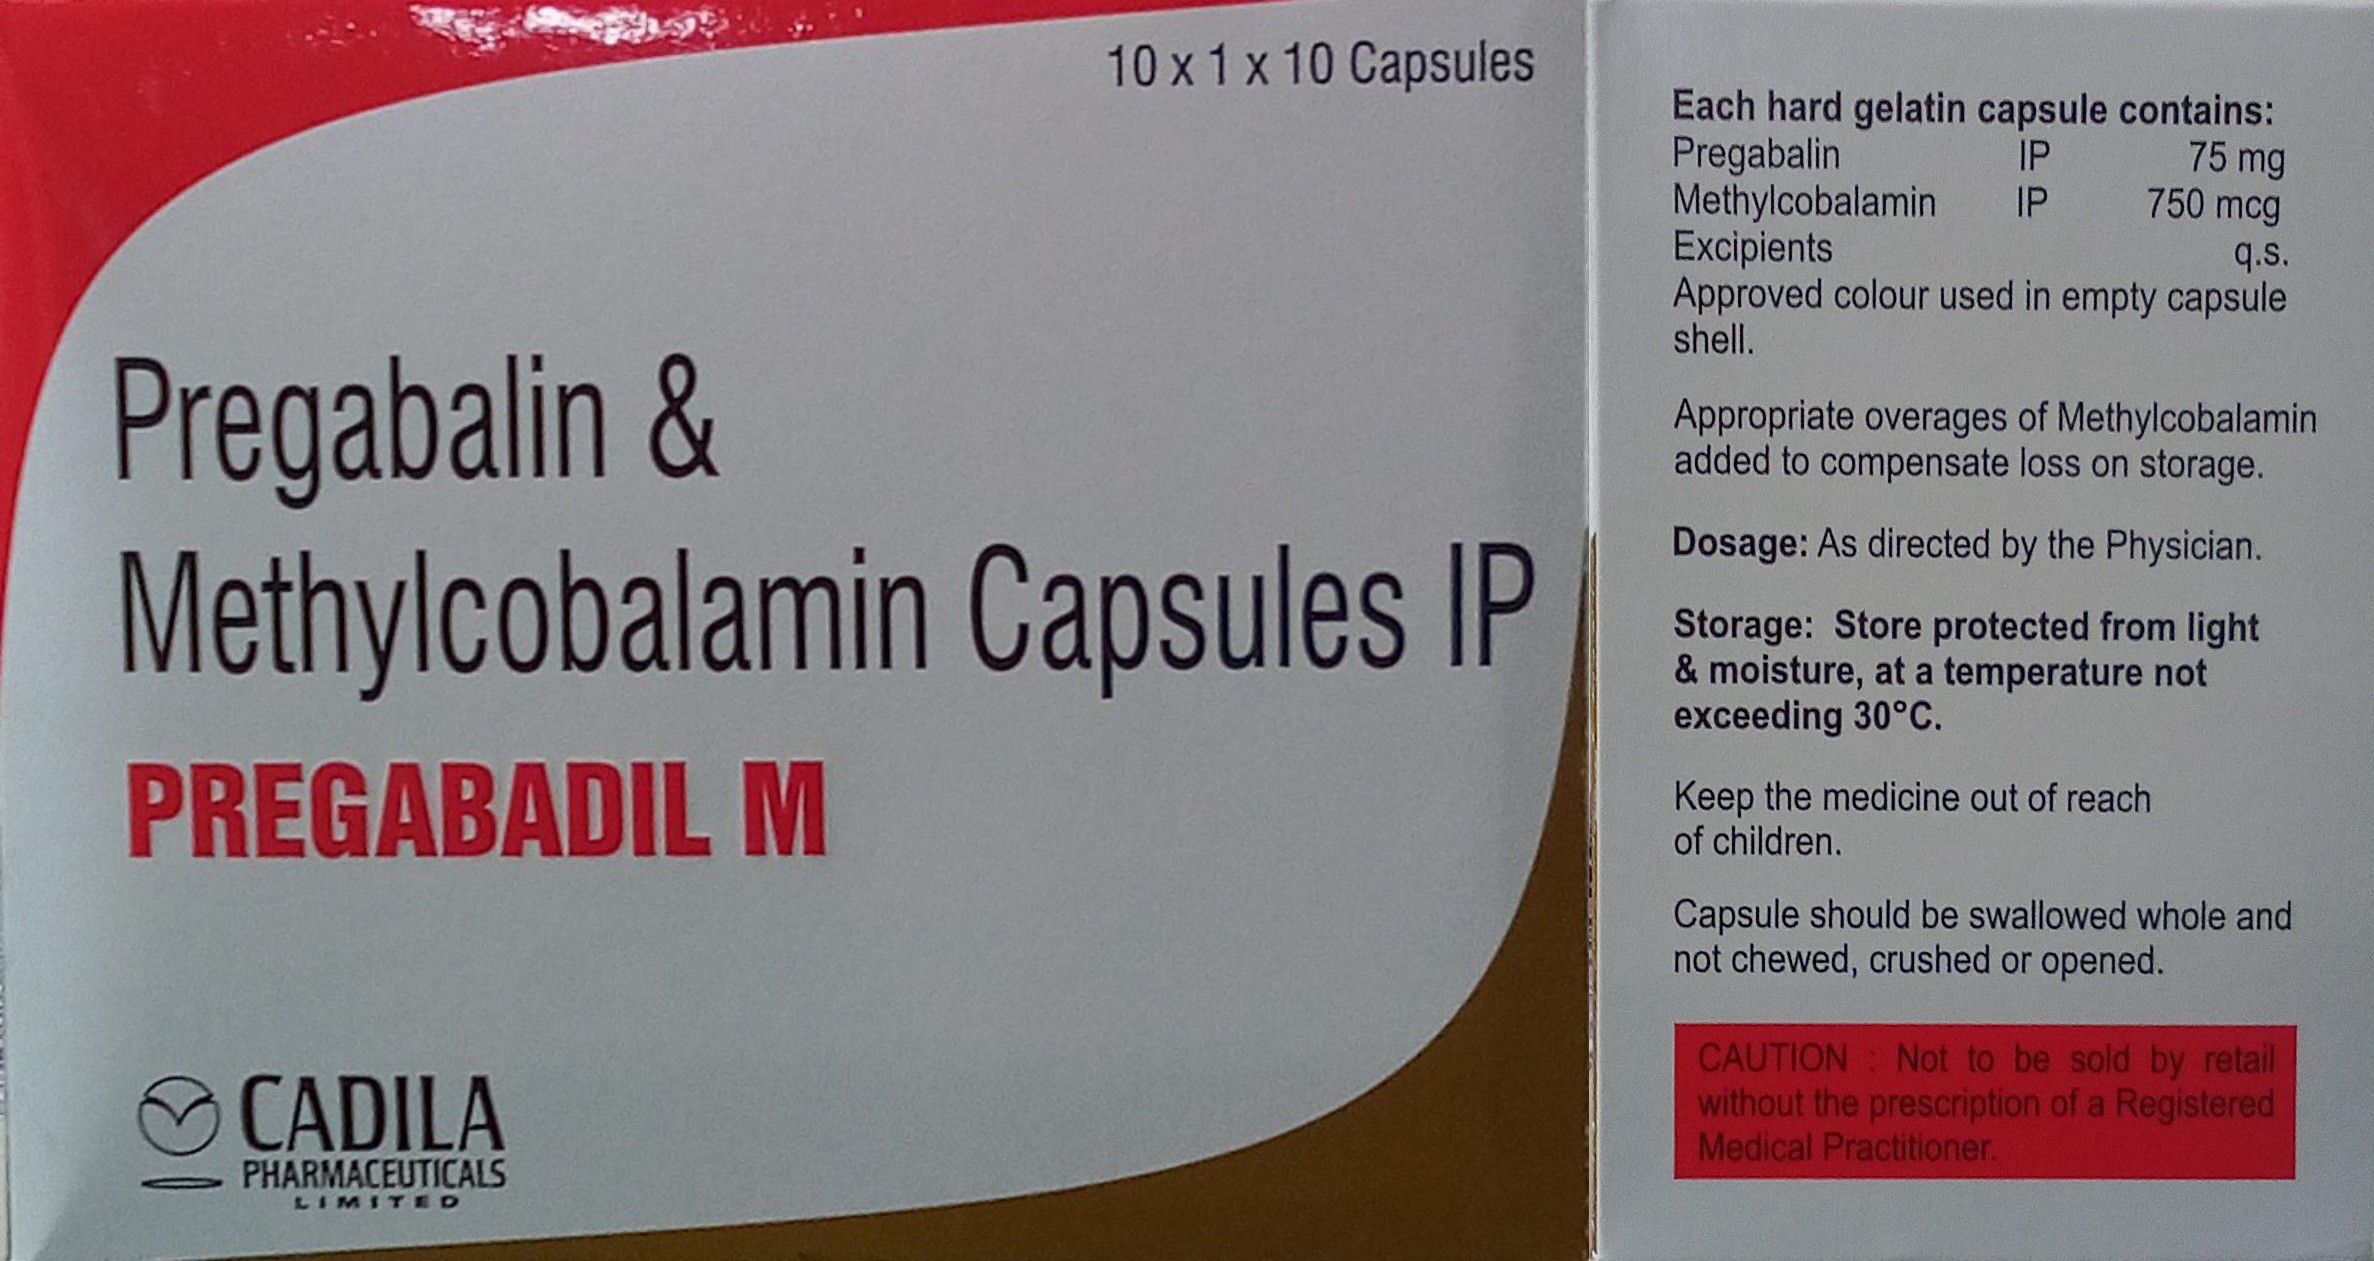 10 x 1 x 10 Capsules
Pregabalin &
Methylcobalamin Capsules IP
PREGABADIL M
CADILA
PHARMACEUTICALS
LIMITED
Each hard gelatin capsule contains:
Pregabalin IP 75 mg
Methylcobalamin IP 750 mcg
Excipients q.s.
Approved colour used in empty capsule
shell.
Appropriate overages of Methylcobalamin
added to compensate loss on storage.
Dosage: As directed by the Physician.
Storage: Store protected from light
& moisture, at a temperature not
exceeding 30°C.
Keep the medicine out of reach
of children.
Capsule should be swallowed whole and
not chewed, crushed or opened.
CAUTION : Not to be sold by retail
without the prescription of a Registered
Medical Practitioner.